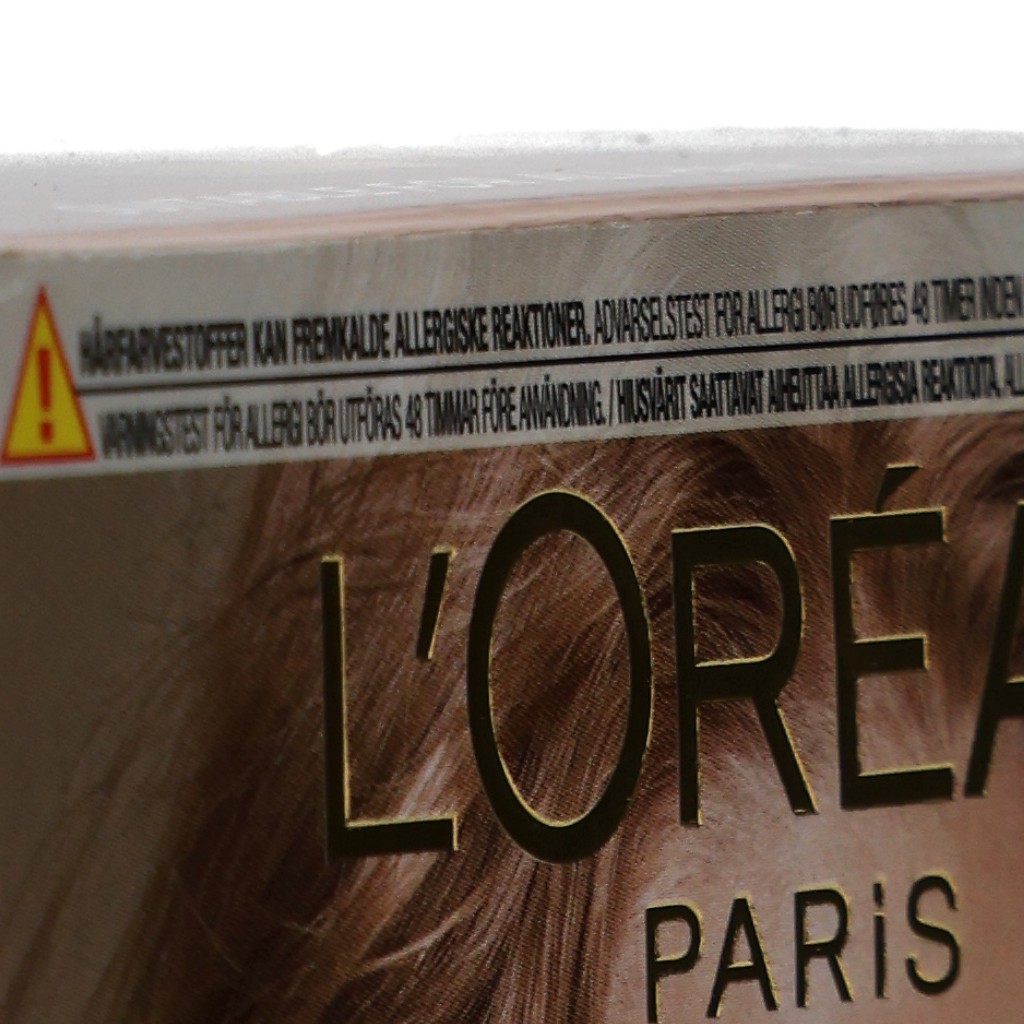 HÅRFARVESTOFFER KAN FREMKALDE ALLERGISKE REAKTIONER. ADVARSELSTEST FOR ALLERGI BØR UDFØRES 48 TIMER INDEN
VARNINGSTEST FÖR ALLERGI BÖR UTFÖRAS 48 TIMMAR FÖRE ANVÄNDNING. / HIUSVÄRIT SAATTAVAT AIHEUTTAA ALLERGISIA REAKTIOITA.
L'ORÉA
PARIS